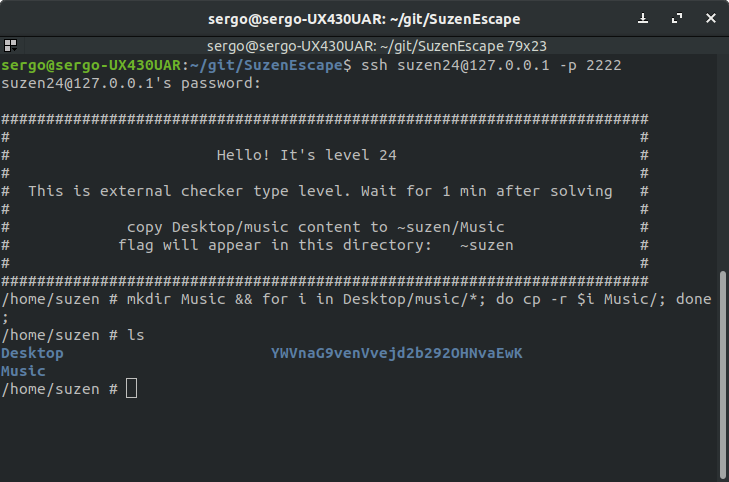 sergo@sergo-UX430UAR: ~/git/SuzenEscape
sergo@sergo-UX430UAR: ~/git/SuzenEscape 79x23
sergo@sergo-UX430UAR:~/git/SuzenEscape$ ssh suzen24@127.0.0.1 -p 2222
suzen24@127.0.0.1's password:
########################################################################
#                                                                      #
#                       Hello! It's level 24                           #
#                                                                      #
#  This is external checker type level. Wait for 1 min after solving   #
#                                                                      #
#             copy Desktop/music content to ~suzen/Music               #
#            flag will appear in this directory:   ~suzen              #
#                                                                      #
########################################################################
/home/suzen # mkdir Music && for i in Desktop/music/*; do cp -r $i Music/; done
;
/home/suzen # ls
Desktop                       YWVnaG9venVvejd2b292OHNvaEwK
Music
/home/suzen #